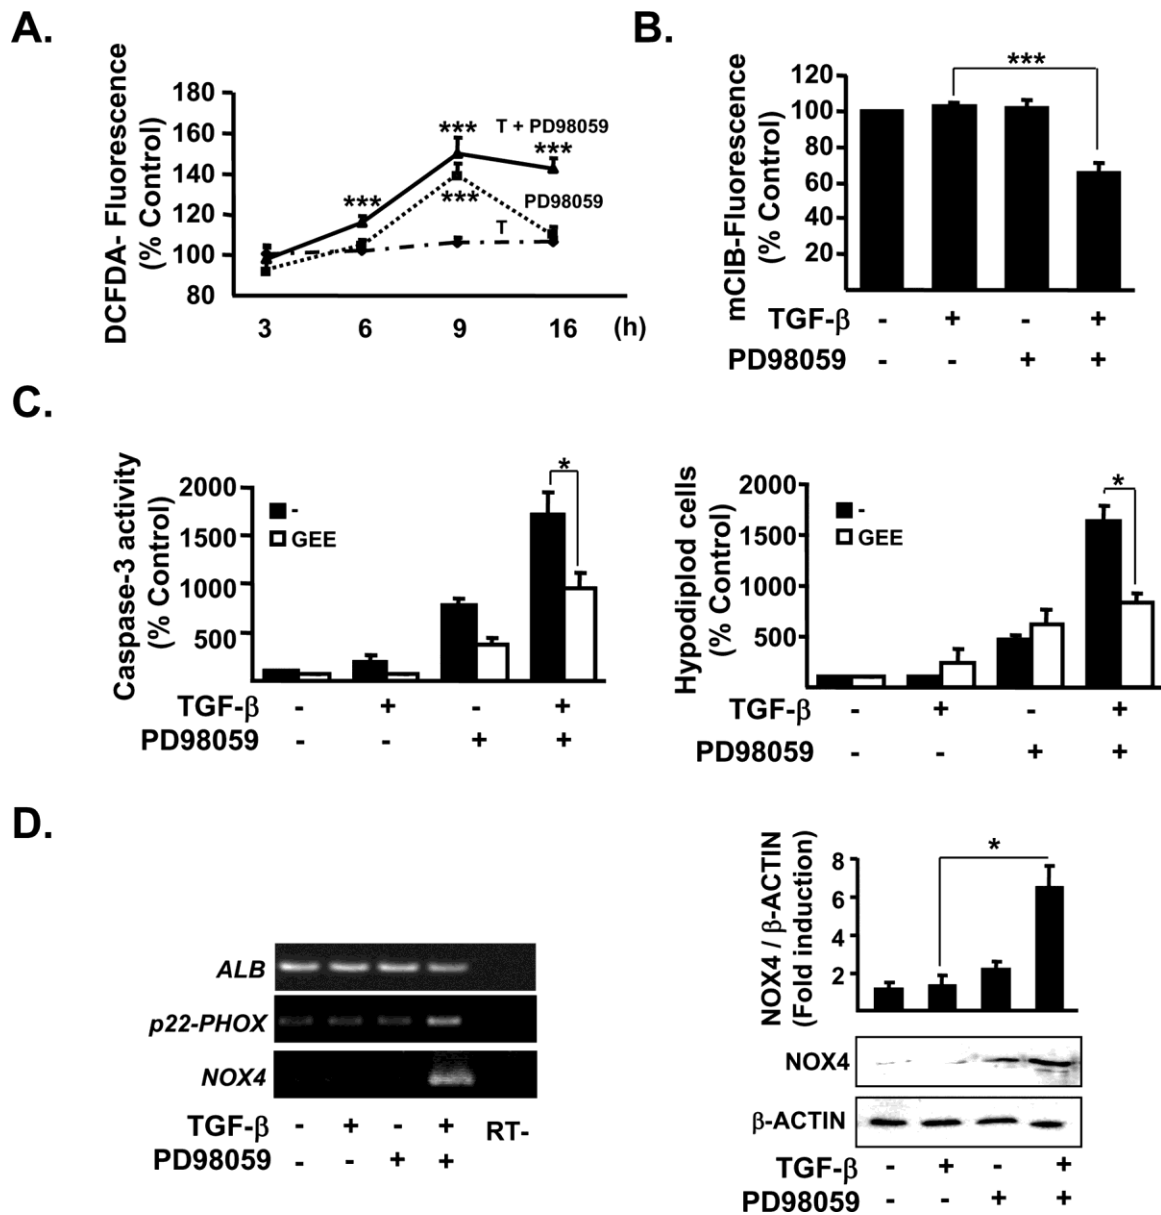 A.
DCFDA- Fluorescence
(% Control)
180
160
140
120
100
80
***
***
***
***
T + PD98059
PD98059
T
3 6 9 16 (h)
B.
mClB-Fluorescence
(% Control)
120
100
80
60
40
20
***
TGF-β - + - +
PD98059 - - + +
C.
Caspase-3 activity
(% Control)
2000
1500
1000
500
-
GEE
*
TGF-β - + - +
PD98059 - - + +
Hypodiplod cells
(% Control)
2000
1500
1000
500
-
GEE
*
TGF-β - + - +
PD98059 - - + +
D.
ALB
p22-PHOX
NOX4
TGF-β - + - + RT-
PD98059 - - + +
NOX4 / β-ACTIN
(Fold induction)
8
6
4
2
*
NOX4
β-ACTIN
TGF-β - + - +
PD98059 - - + +